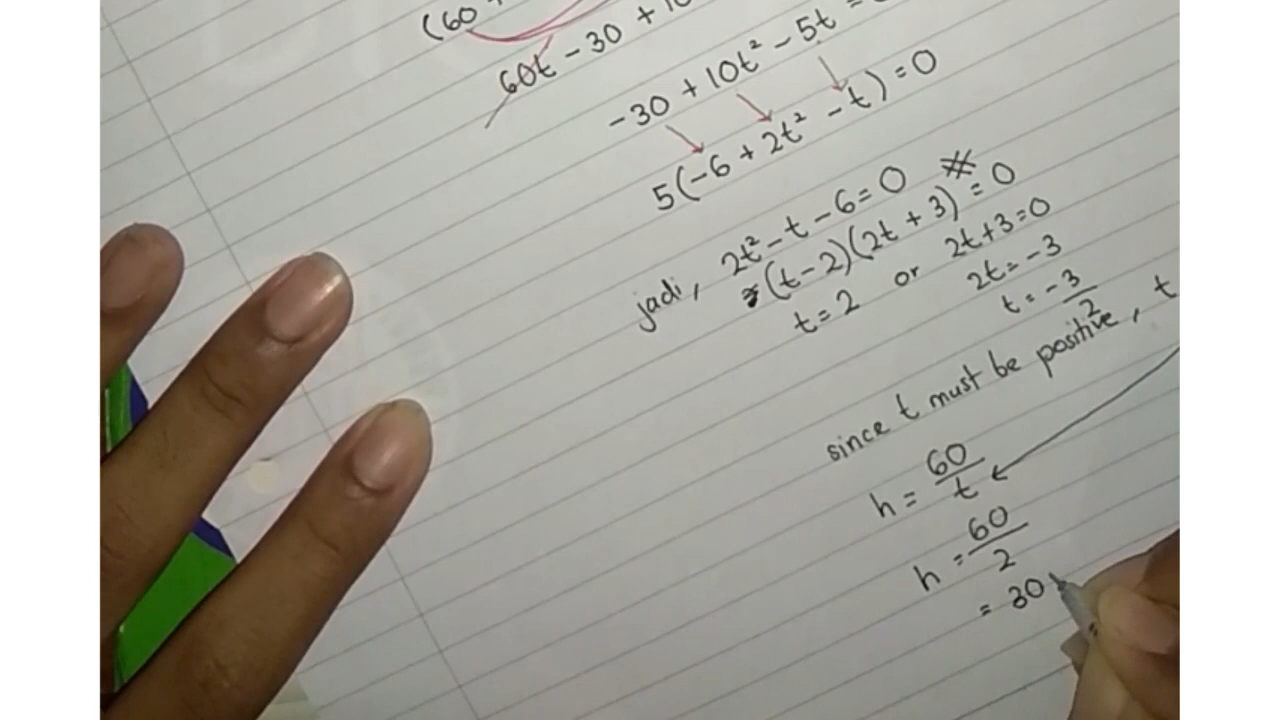 (60
60t - 30 + 10
-30 + 10t² - 5t =
5(-6 + 2t² - t) = 0
jadi, 2t² - t - 6 = 0 *
(t - 2)(2t + 3) = 0
t = 2 or 2t + 3 = 0
2t = -3
t = -3/2
since t must be positive, t
h = 60/t
h = 60/2
= 30